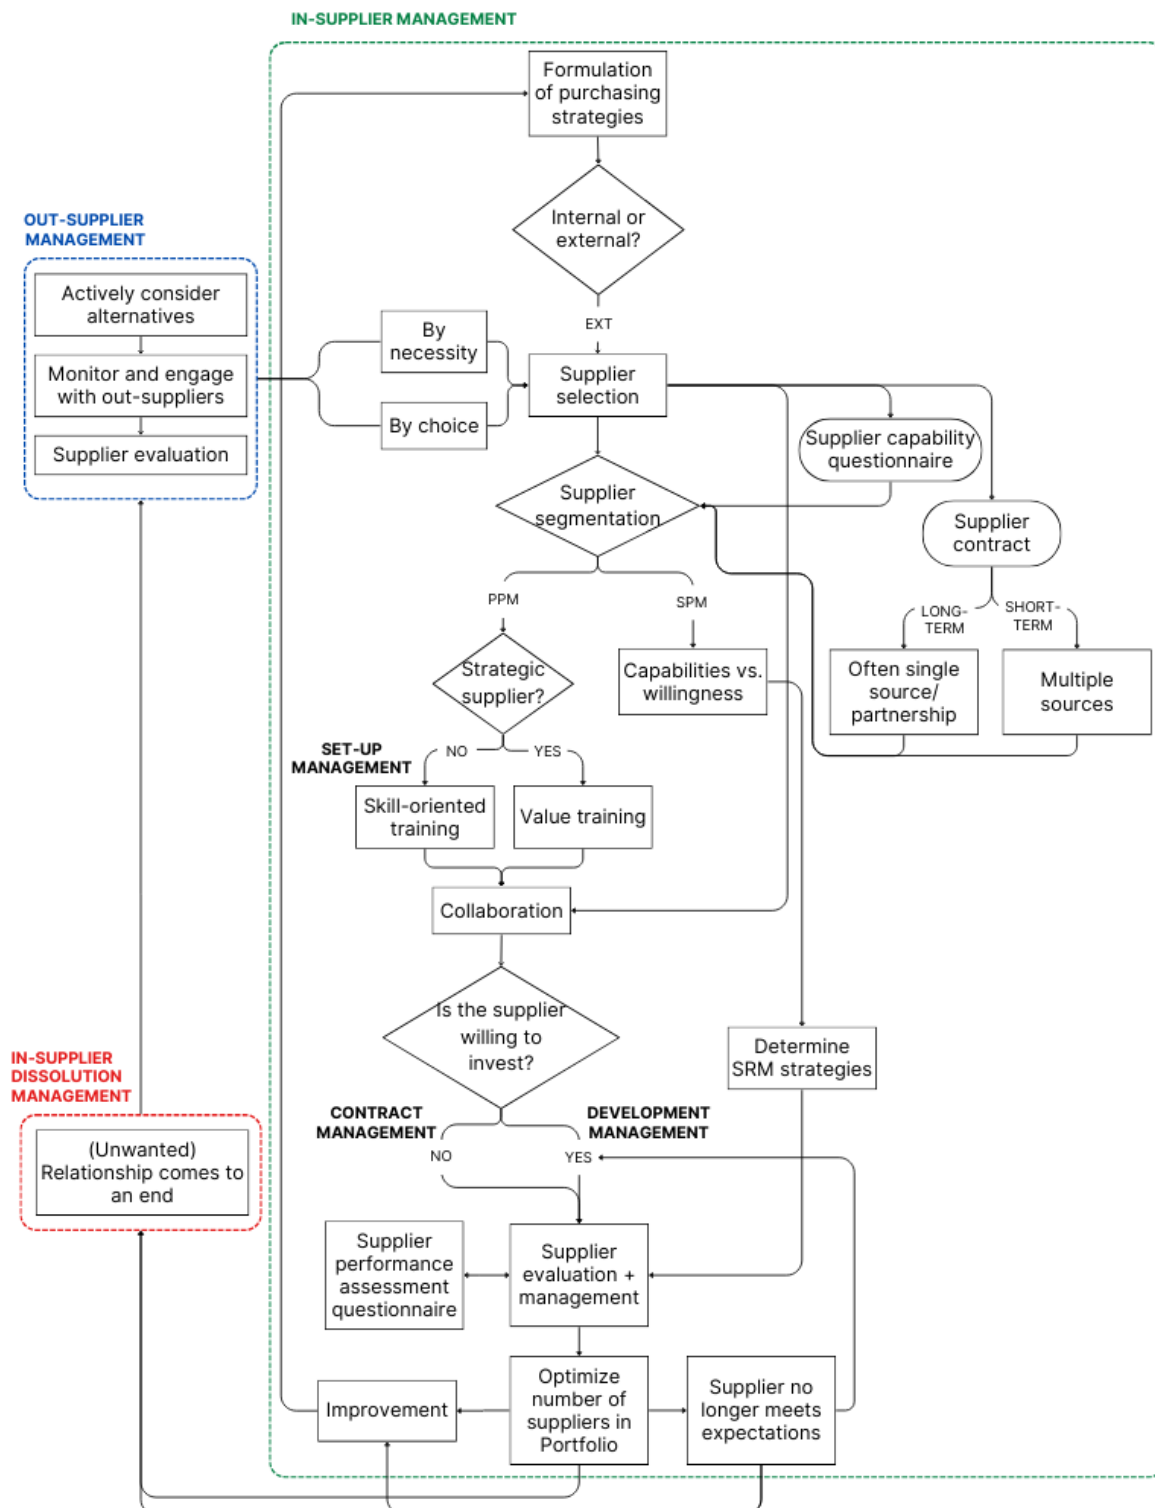 IN-SUPPLIER MANAGEMENT
Formulation
of purchasing
strategies
Internal or
external?
EXT
OUT-SUPPLIER
MANAGEMENT
Actively consider
alternatives
Monitor and engage
with out-suppliers
Supplier evaluation
By
necessity
By choice
Supplier
selection
Supplier capability
questionnaire
Supplier
contract
Supplier
segmentation
PPM
SPM
LONG-
TERM
SHORT-
TERM
Strategic
supplier?
Capabilities vs.
willingness
Often single
source/
partnership
Multiple
sources
SET-UP
MANAGEMENT
NO
YES
Skill-oriented
training
Value training
Collaboration
Is the supplier
willing to
invest?
Determine
SRM strategies
IN-SUPPLIER
DISSOLUTION
MANAGEMENT
(Unwanted)
Relationship comes to
an end
CONTRACT
MANAGEMENT
DEVELOPMENT
MANAGEMENT
NO
YES
Supplier
performance
assessment
questionnaire
Supplier
evaluation +
management
Improvement
Optimize
number of
suppliers in
Portfolio
Supplier no
longer meets
expectations